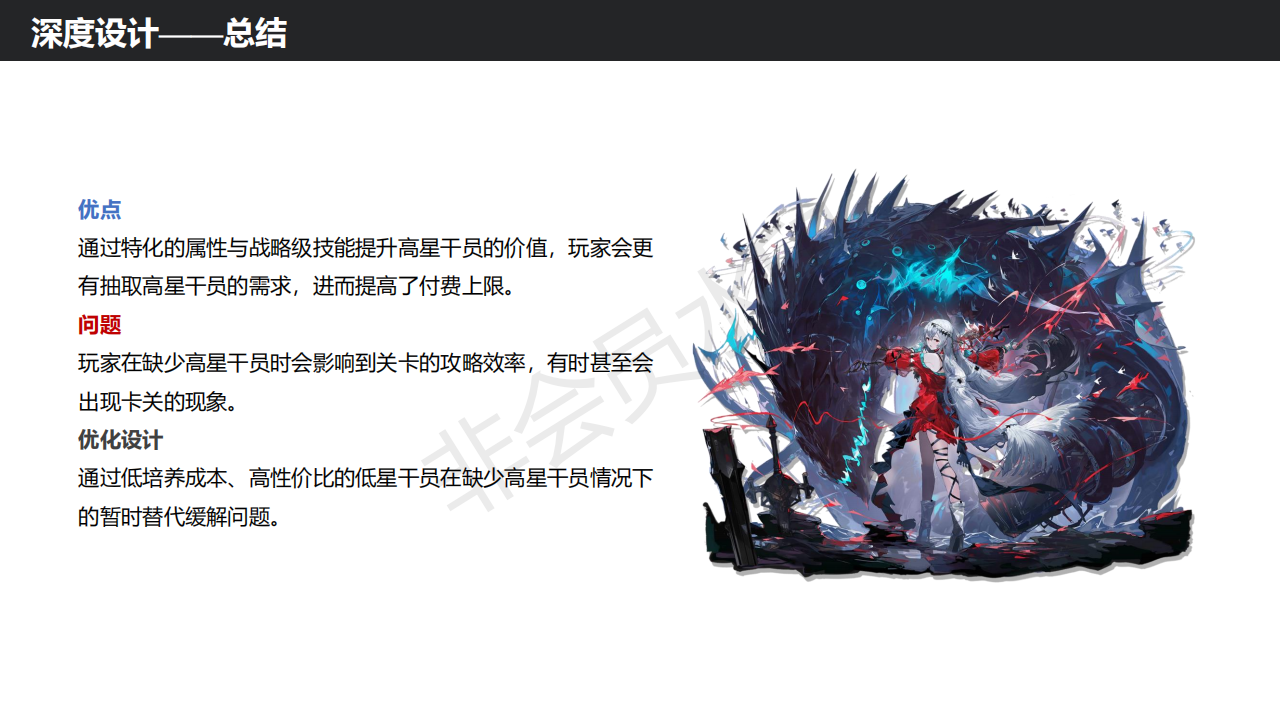 深度设计——总结
优点
通过特化的属性与战略级技能提升高星干员的价值，玩家会更
有抽取高星干员的需求，进而提高了付费上限。
问题
玩家在缺少高星干员时会影响到关卡的攻略效率，有时甚至会
出现卡关的现象。
优化设计
通过低培养成本、高性价比的低星干员在缺少高星干员情况下
的暂时替代缓解问题。
非会员水